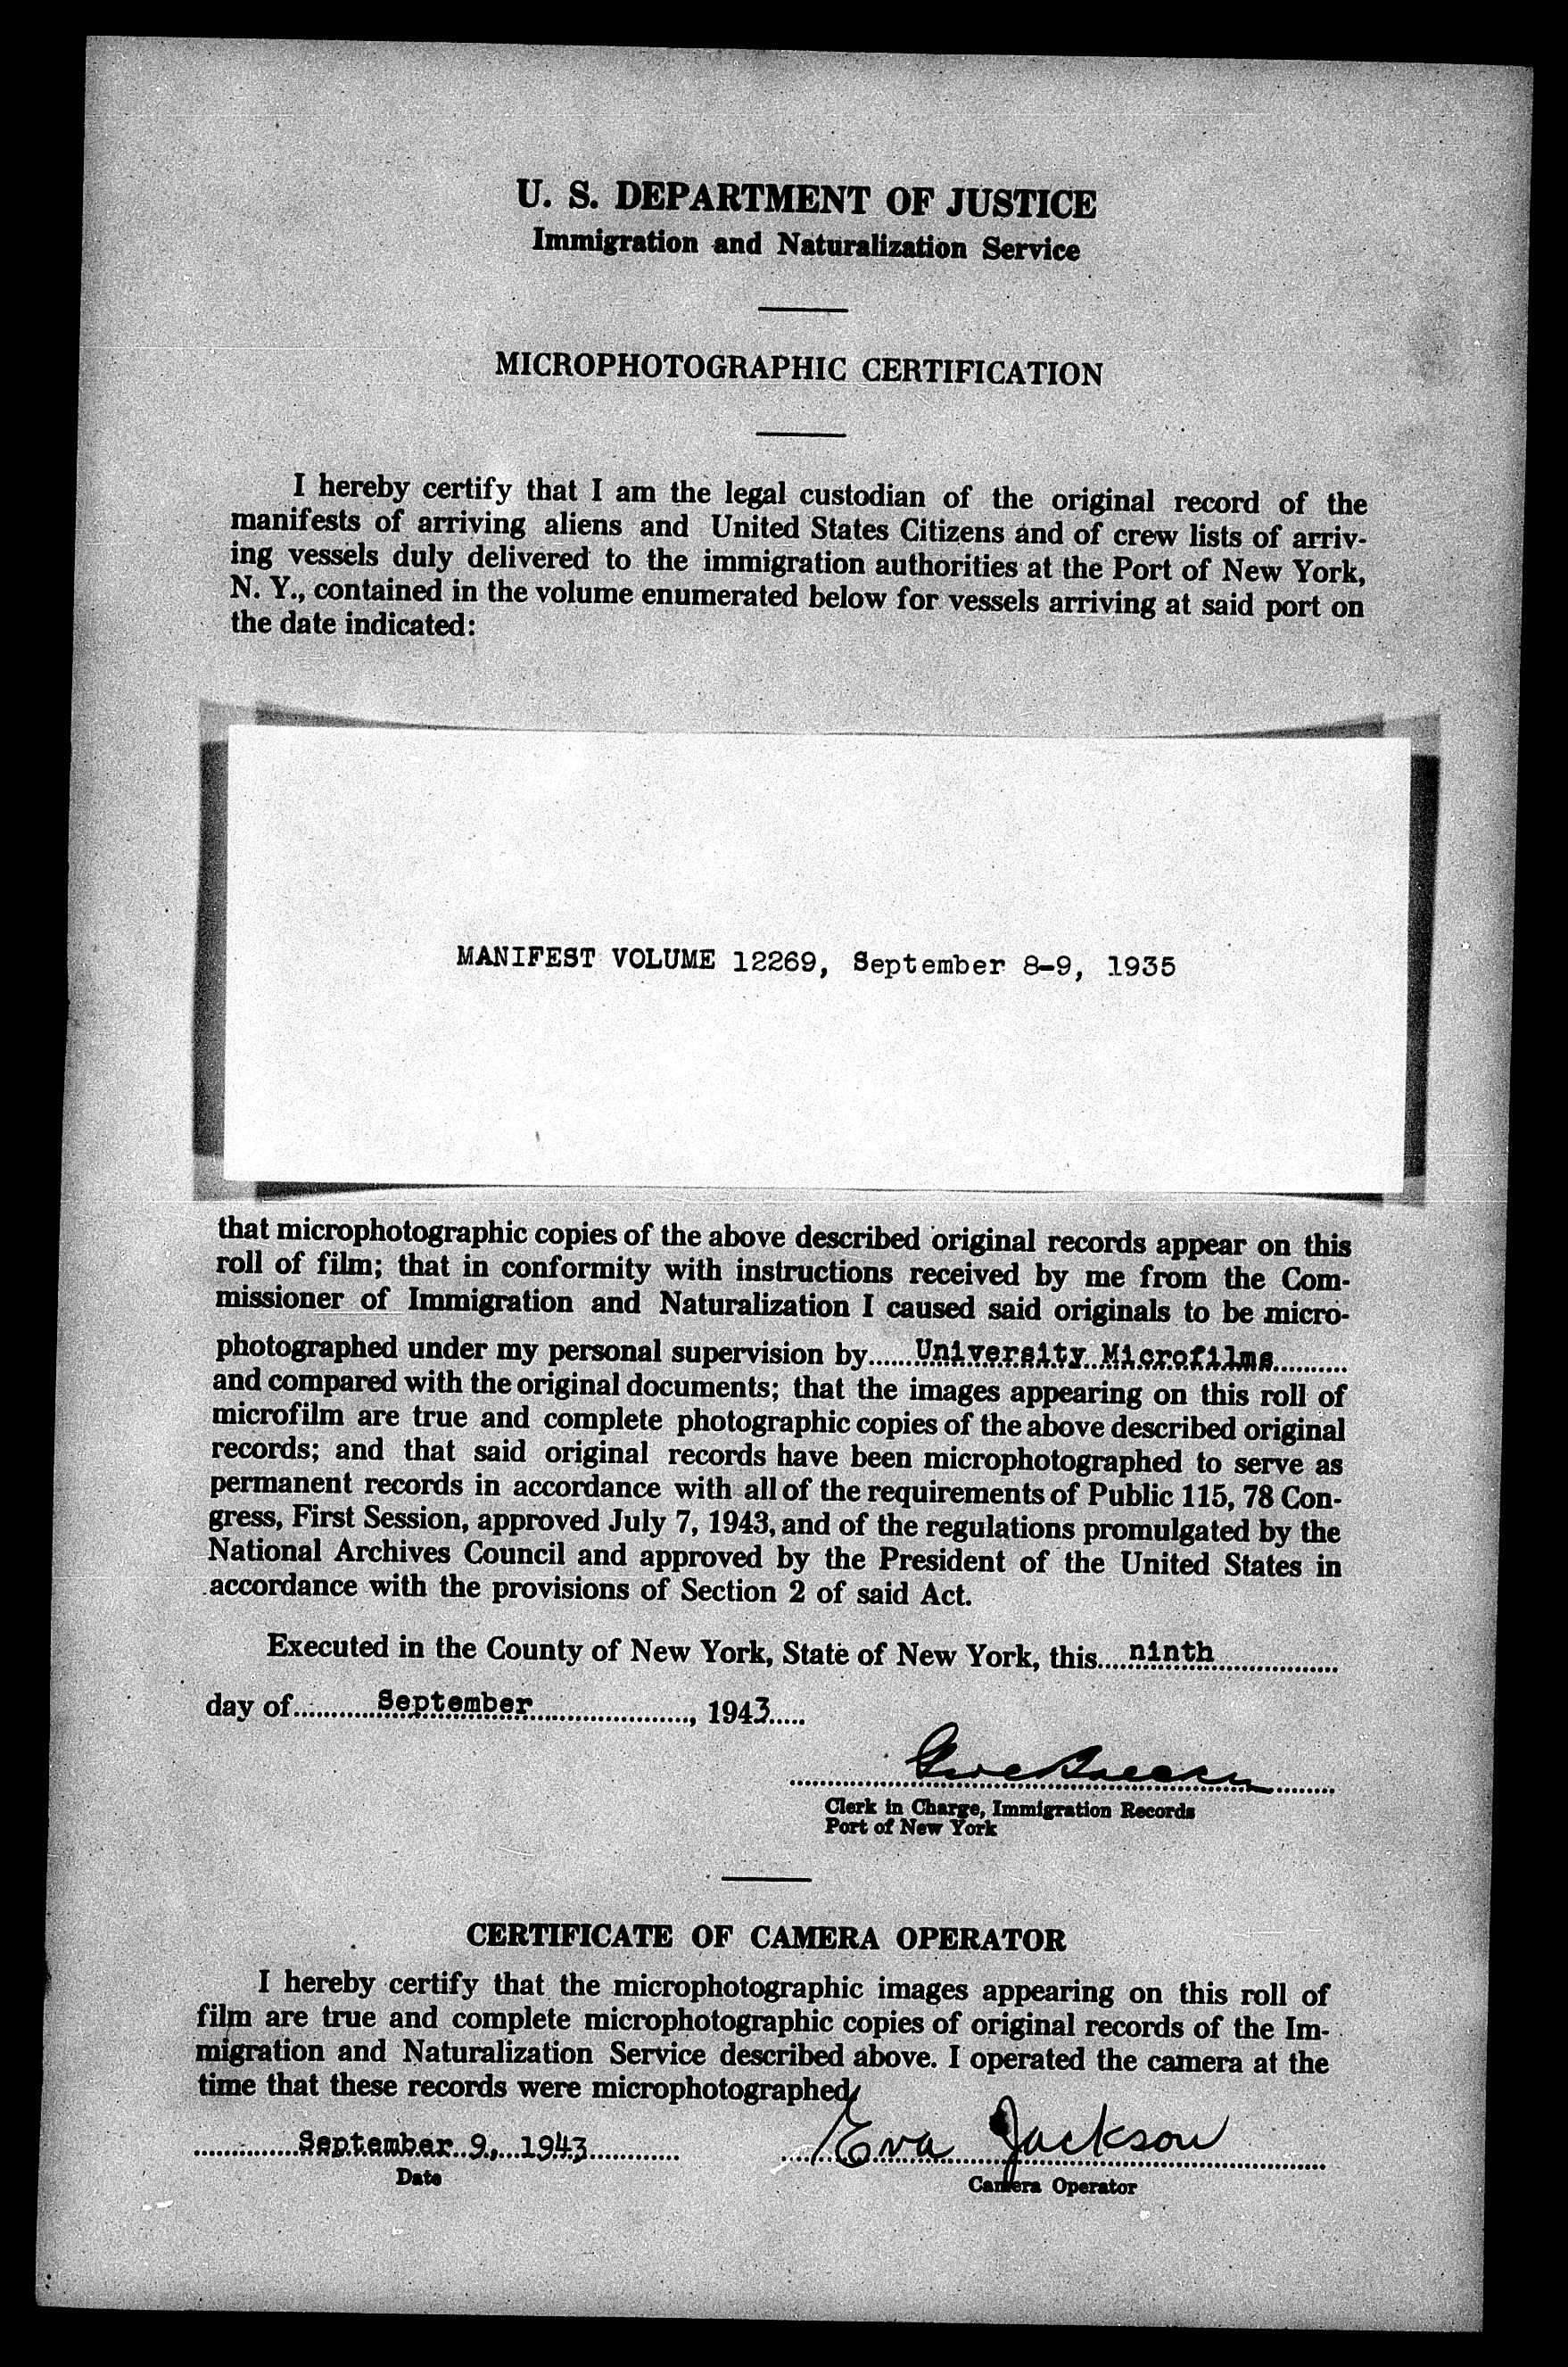 U. S. DEPARTMENT OF JUSTICE
Immigration and Naturalization Service
MICROPHOTOGRAPHIC CERTIFICATION
I hereby certify that I am the legal custodian of the original record of the
manifests of arriving aliens and United States Citizens and of crew lists of arriv-
ing vessels duly delivered to the immigration authorities at the Port of New York,
N. Y., contained in the volume enumerated below for vessels arriving at said port on
the date indicated:
MANIFEST VOLUME 12269, September 8-9, 1935
that microphotographic copies of the above described original records appear on this
roll of film; that in conformity with instructions received by me from the Com-
missioner of Immigration and Naturalization I caused said originals to be micro-
photographed under my personal supervision by......University Microfilms..........
and compared with the original documents; that the images appearing on this roll of
microfilm are true and complete photographic copies of the above described original
records; and that said original records have been microphotographed to serve as
permanent records in accordance with all of the requirements of Public 115, 78 Con-
gress, First Session, approved July 7, 1943, and of the regulations promulgated by the
National Archives Council and approved by the President of the United States in
accordance with the provisions of Section 2 of said Act.
Executed in the County of New York, State of New York, this....ninth................
day of...........September...................., 1943.....
Clerk in Charge, Immigration Records
Port of New York
CERTIFICATE OF CAMERA OPERATOR
I hereby certify that the microphotographic images appearing on this roll of
film are true and complete microphotographic copies of original records of the Im-
migration and Naturalization Service described above. I operated the camera at the
time that these records were microphotographed.
September 9, 1943
Eva Jackson
Date
Camera Operator